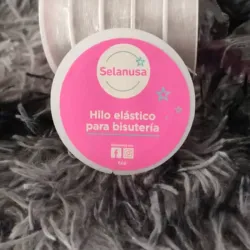 Selanusa
Hilo elástico
para bisutería